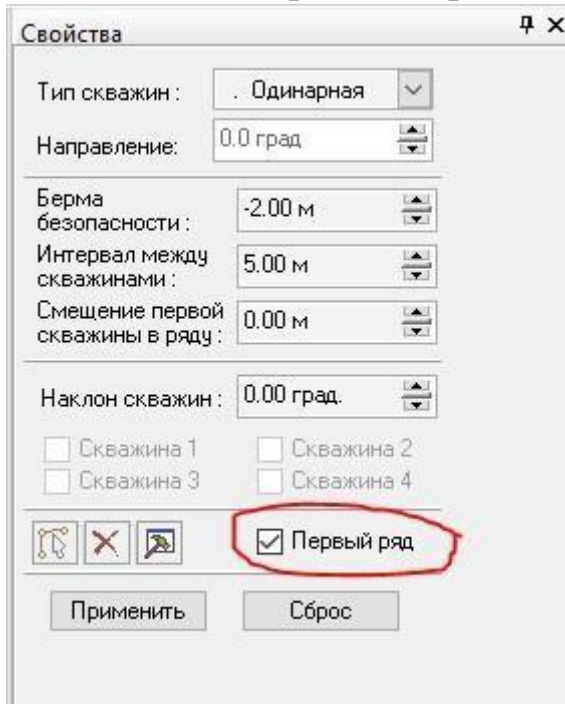 Свойства
Тип скважин : . Одинарная
Направление: 0.0 град
Берма
безопасности : -2.00 м
Интервал между
скважинами : 5.00 м
Смещение первой
скважины в ряду : 0.00 м
Наклон скважин : 0.00 град.
Скважина 1 Скважина 2
Скважина 3 Скважина 4
Первый ряд
Применить Сброс